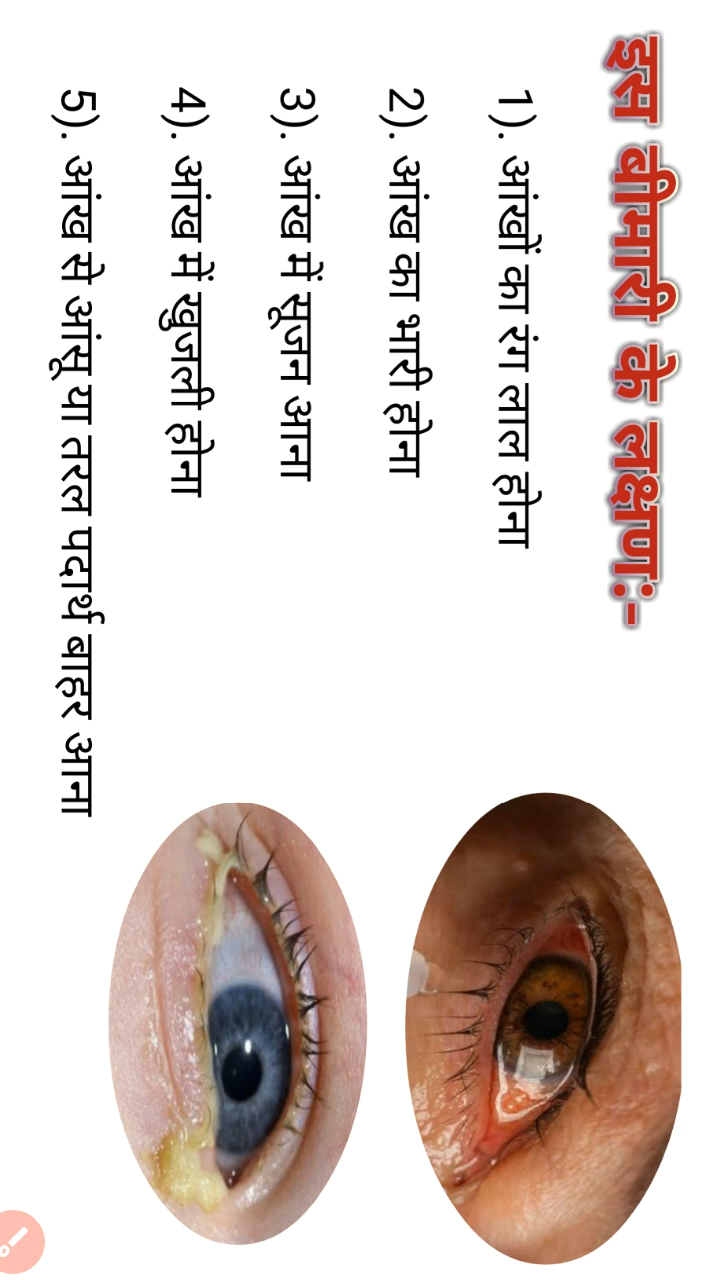 इस बीमारी के लक्षण:-
1). आंखों का रंग लाल होना
2). आंख का भारी होना
3). आंख में सूजन आना
4). आंख में खुजली होना
5). आंख से आंसू या तरल पदार्थ बाहर आना